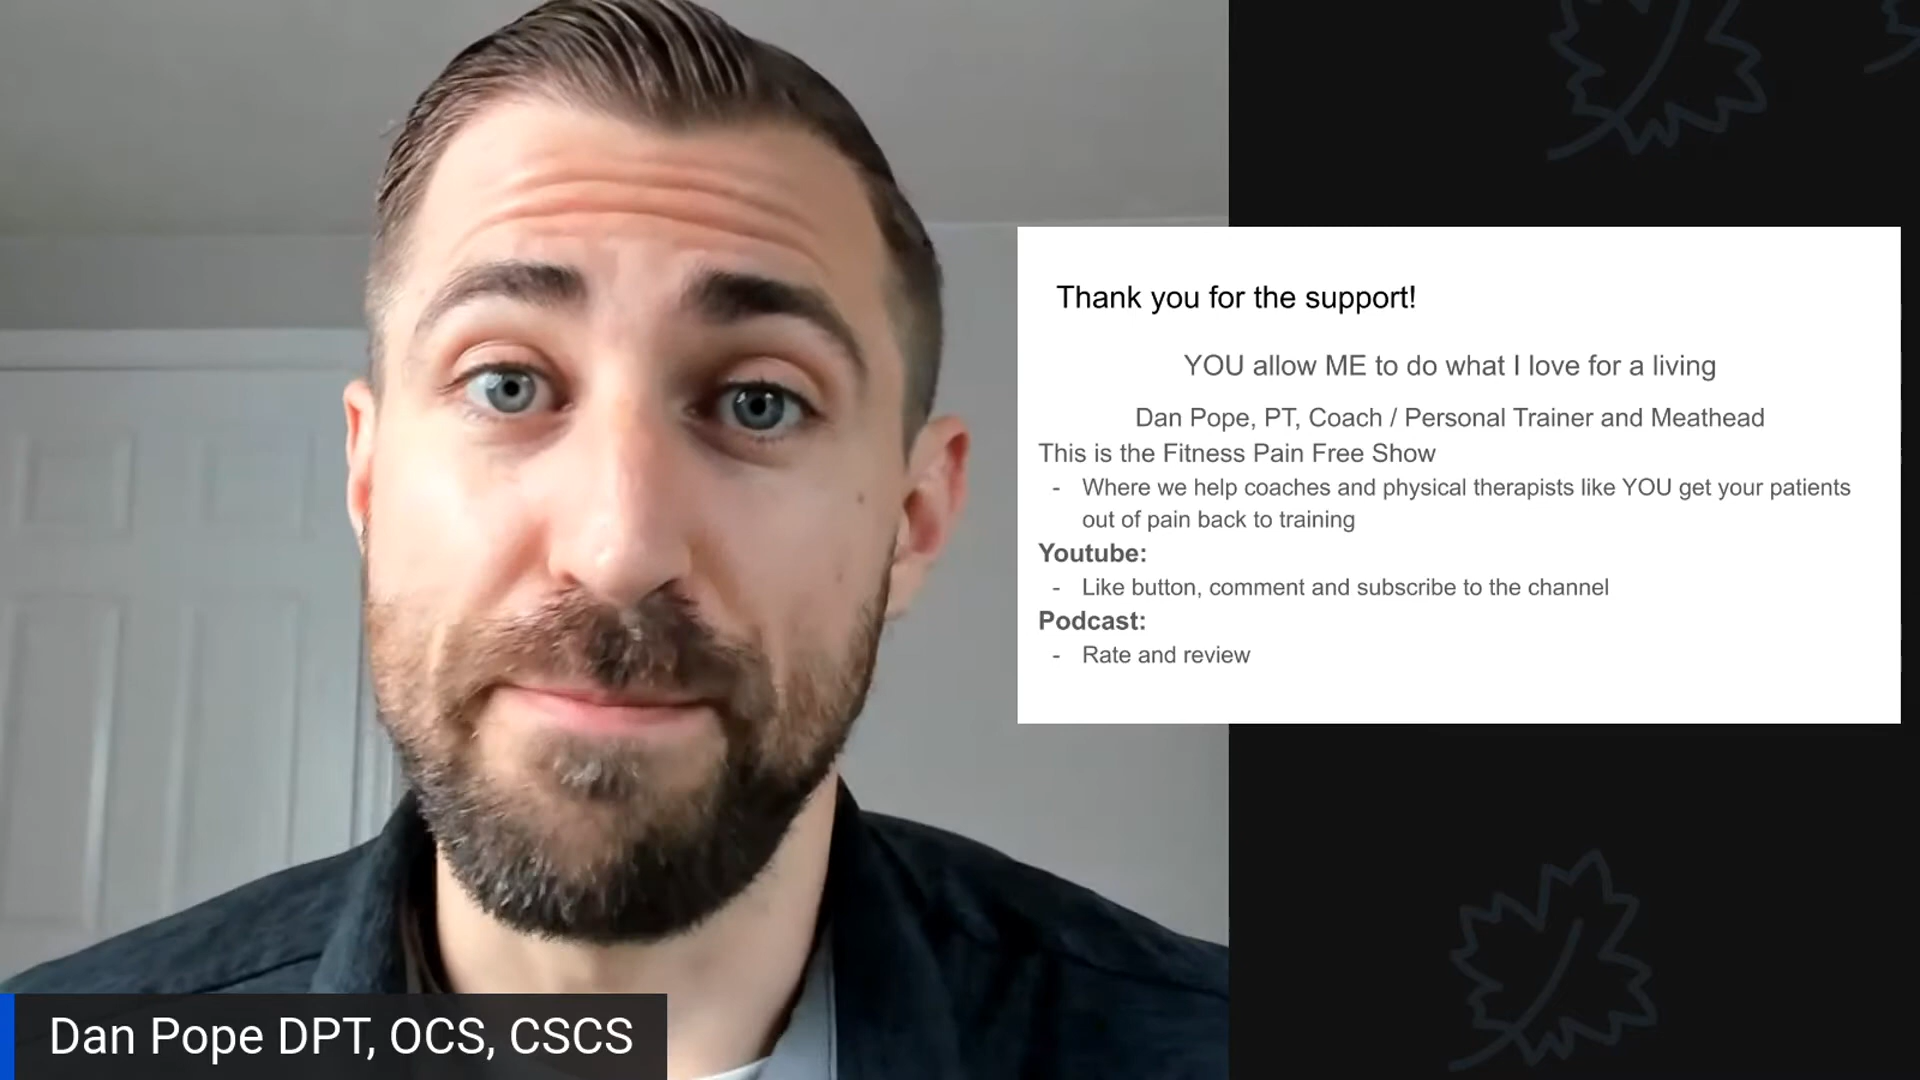 Thank you for the support!
YOU allow ME to do what I love for a living
Dan Pope, PT, Coach / Personal Trainer and Meathead
This is the Fitness Pain Free Show
- Where we help coaches and physical therapists like YOU get your patients
out of pain back to training
Youtube:
- Like button, comment and subscribe to the channel
Podcast:
- Rate and review
Dan Pope DPT, OCS, CSCS